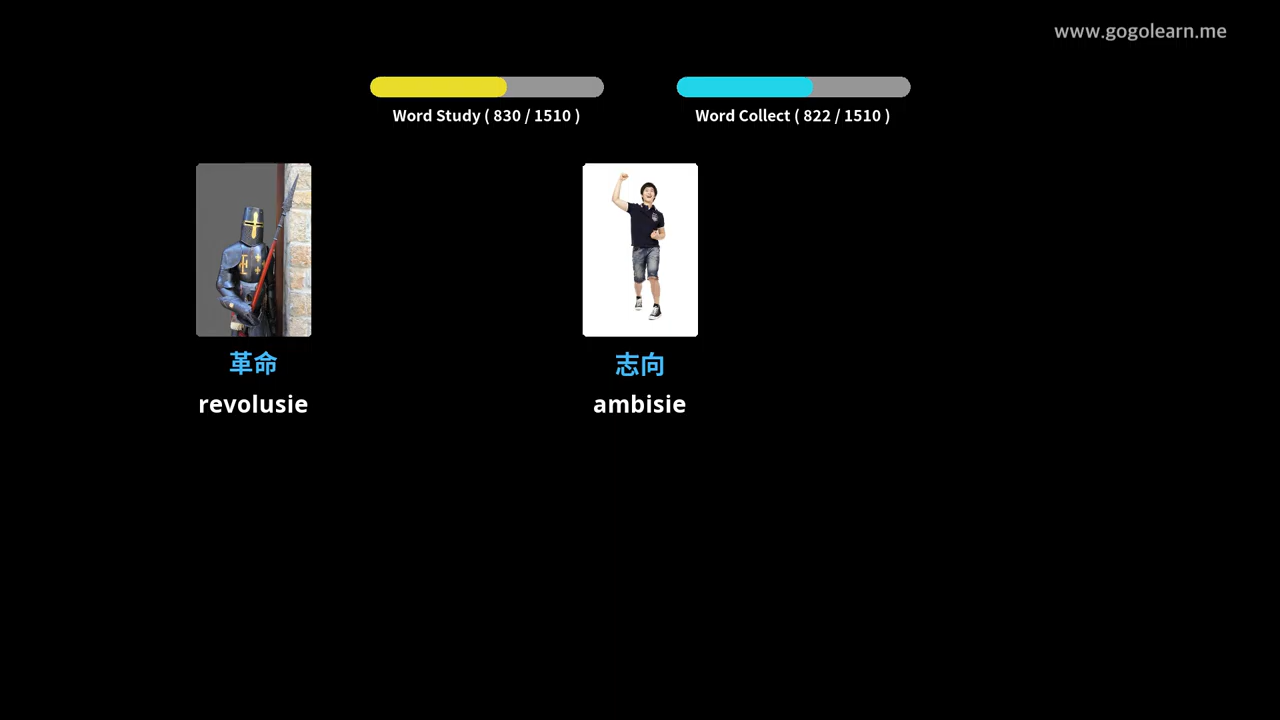 www.gogolearn.me
Word Study ( 830 / 1510 )
Word Collect ( 822 / 1510 )
革命
revolusie
志向
ambisie